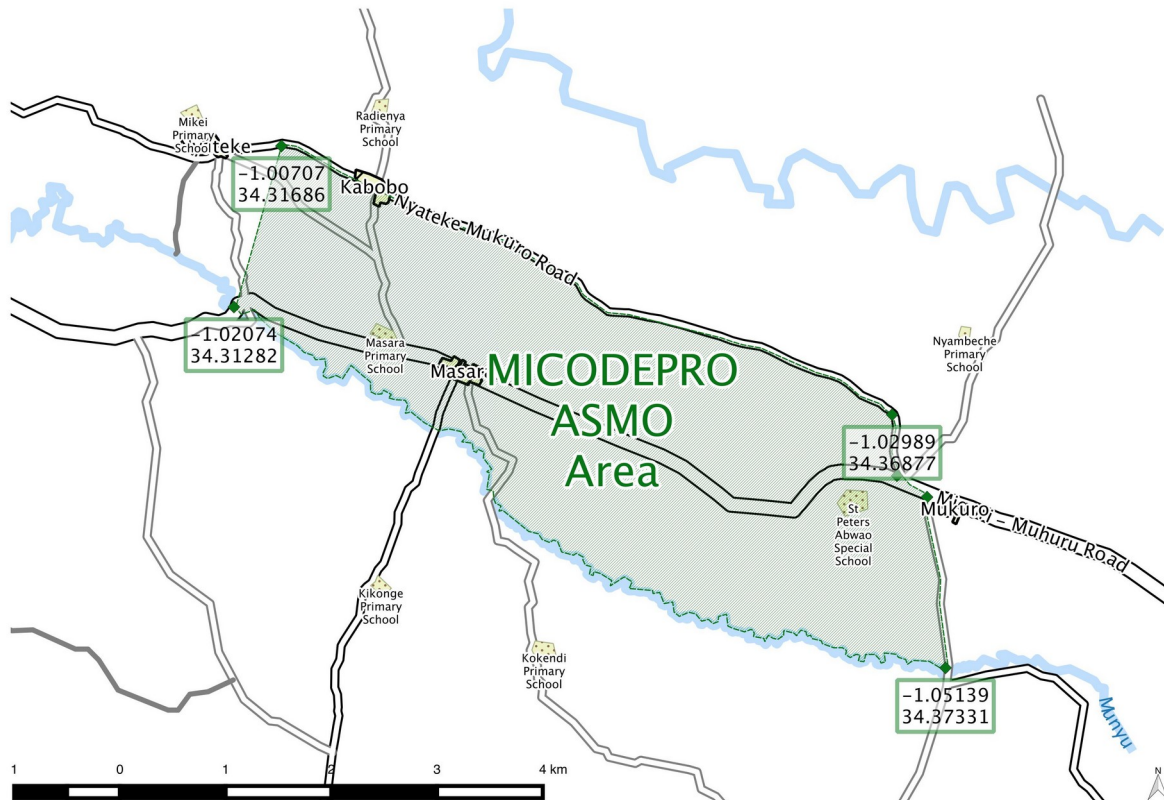 Mikei
Primary
School
teke
Radienya
Primary
School
-1.00707
34.31686
Kabobo
Nyateke-Mukuro-Road
-1.02074
34.31282
Masara
Primary
School
Masara
MICODEPRO
ASMO
Area
Nyambeche
Primary
School
-1.02989
34.36877
St
Peters
Abwao
Special
School
Mukuro
– Muhuru Road
Kikonge
Primary
School
Kokendi
Primary
School
-1.05139
34.37331
Munyu
1 0 1 2 3 4 km
N